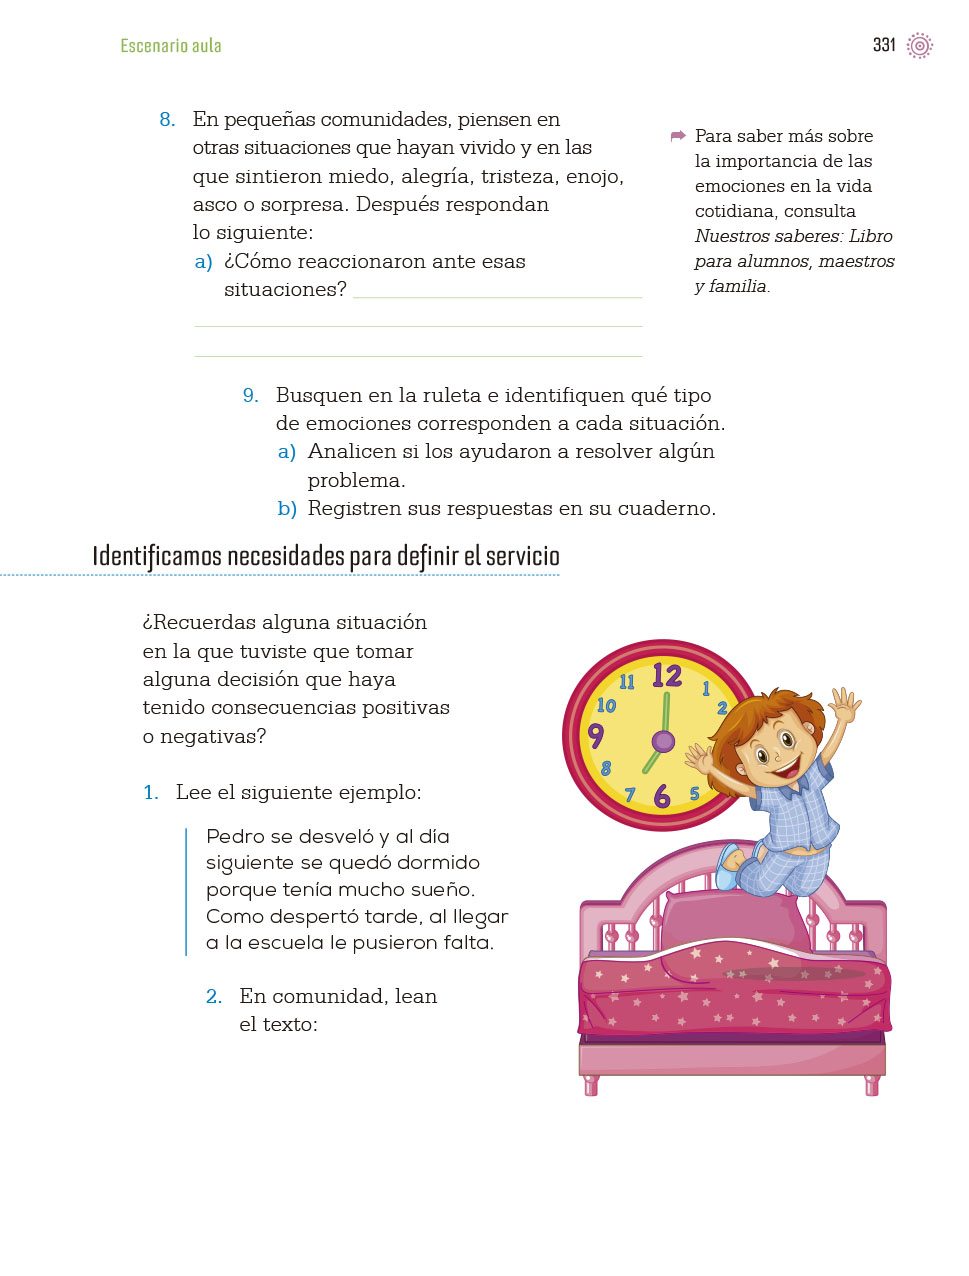 Escenario aula
331
8. En pequeñas comunidades, piensen en
otras situaciones que hayan vivido y en las
que sintieron miedo, alegría, tristeza, enojo,
asco o sorpresa. Después respondan
lo siguiente:
a) ¿Cómo reaccionaron ante esas
situaciones?
Para saber más sobre
la importancia de las
emociones en la vida
cotidiana, consulta
Nuestros saberes: Libro
para alumnos, maestros
y familia.
9. Busquen en la ruleta e identifiquen qué tipo
de emociones corresponden a cada situación.
a) Analicen si los ayudaron a resolver algún
problema.
b) Registren sus respuestas en su cuaderno.
Identificamos necesidades para definir el servicio
¿Recuerdas alguna situación
en la que tuviste que tomar
alguna decisión que haya
tenido consecuencias positivas
o negativas?
1. Lee el siguiente ejemplo:
Pedro se desveló y al día
siguiente se quedó dormido
porque tenía mucho sueño.
Como despertó tarde, al llegar
a la escuela le pusieron falta.
2. En comunidad, lean
el texto:
12
11
1
10
2
9
8
7
6
5